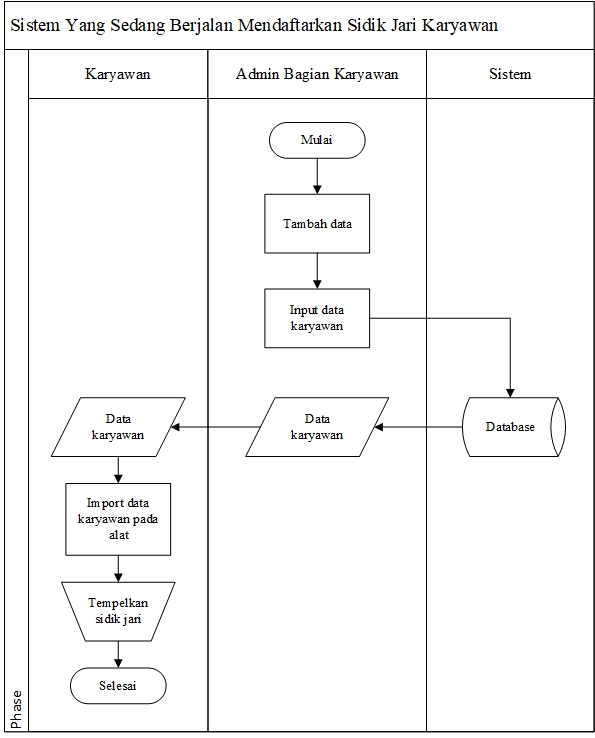 Sistem Yang Sedang Berjalan Mendaftarkan Sidik Jari Karyawan
Karyawan
Admin Bagian Karyawan
Sistem
Mulai
Tambah data
Input data
karyawan
Database
Data
karyawan
Data
karyawan
Import data
karyawan pada
alat
Tempelkan
sidik jari
Selesai
Phase